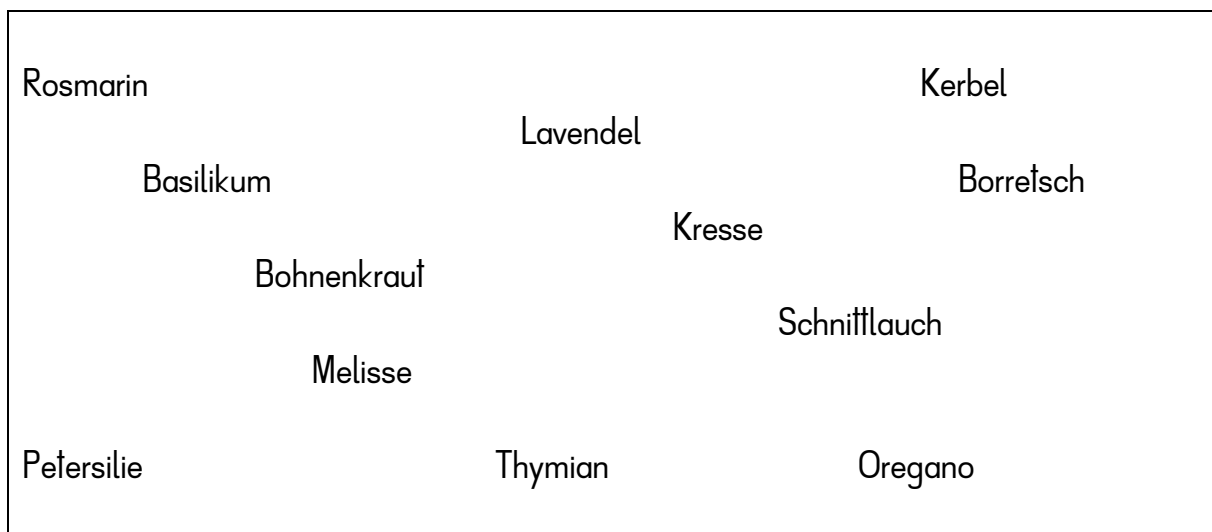 Rosmarin Kerbel
Lavendel
Basilikum Borretsch
Kresse
Bohnenkraut
Schnittlauch
Melisse
Petersilie Thymian Oregano